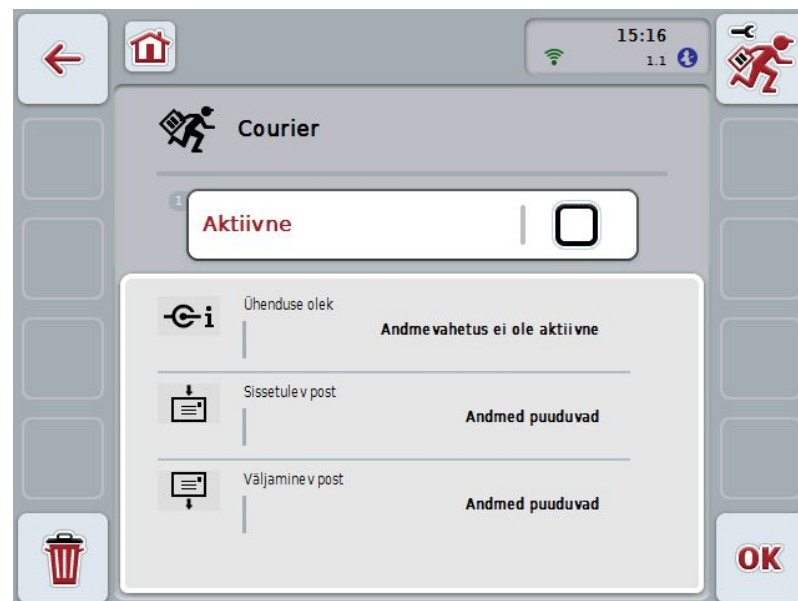 15:16
1.1
Courier
1
Aktiivne
Ühenduse olek
Andmevahetus ei ole aktiivne
Sissetulev post
Andmed puuduvad
Väljaminev post
Andmed puuduvad
OK